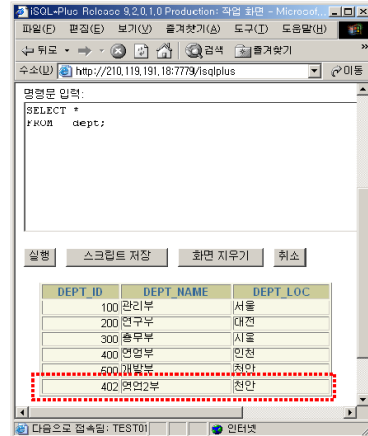 iSQL*Plus Release 9.2.0.1.0 Production: 작업 화면 - Microsoft...
파일(F) 편집(E) 보기(V) 즐겨찾기(A) 도구(T) 도움말(H)
뒤로 검색 즐겨찾기
주소(D) http://210.119.191.18:7779/isqlplus 이동
명령문 입력:
SELECT *
FROM dept;
실행 스크립트 저장 화면 지우기 취소
DEPT_ID DEPT_NAME DEPT_LOC
100 관리부 서울
200 연구부 대전
300 총무부 서울
400 영업부 인천
500 개발부 천안
402 영업2부 천안
다음으로 접속됨: TEST01 인터넷